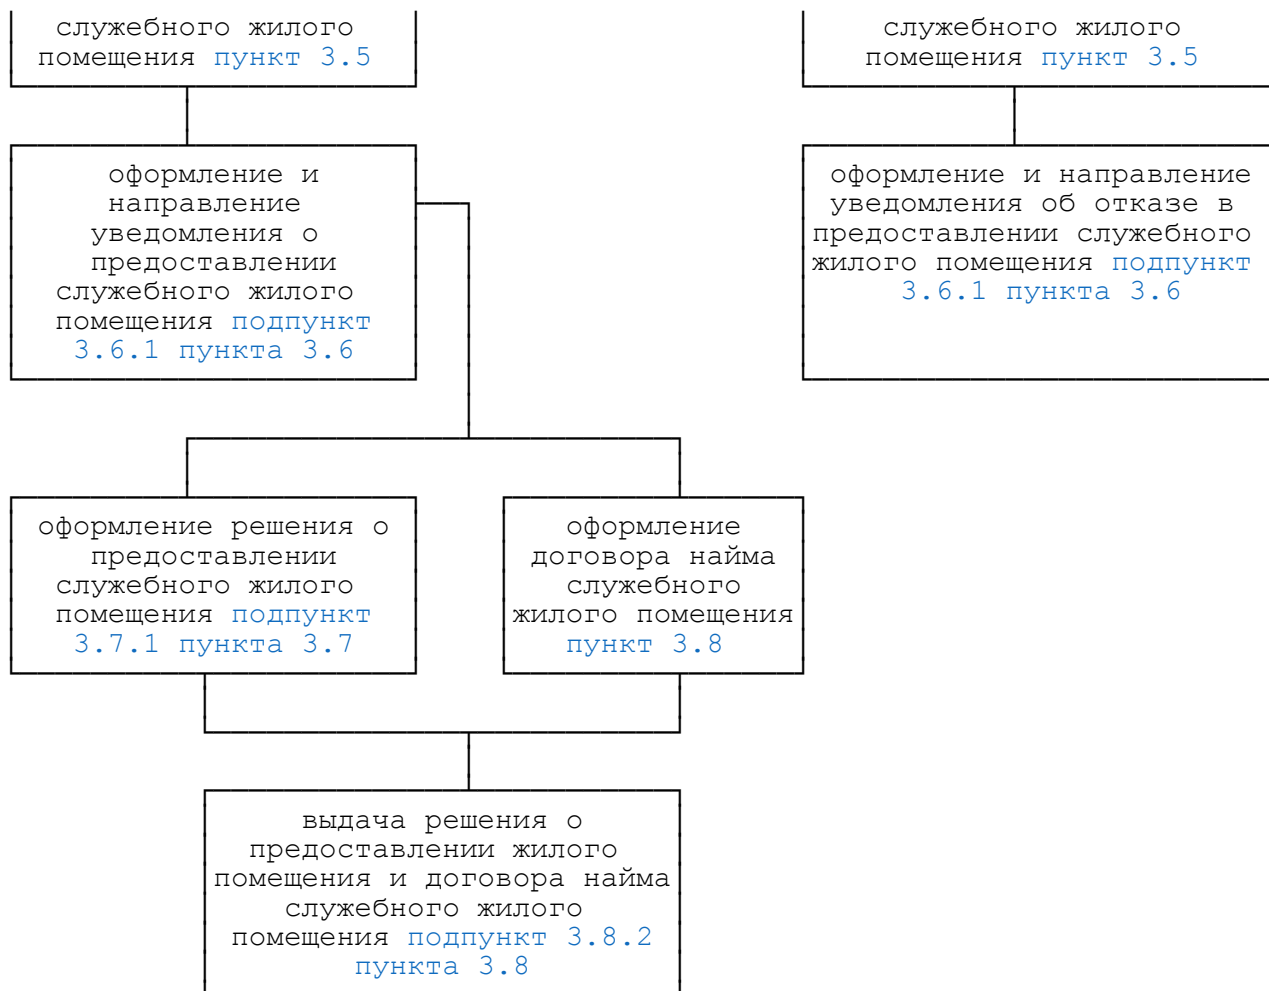 служебного жилого
помещения пункт 3.5
служебного жилого
помещения пункт 3.5
оформление и
направление
уведомления о
предоставлении
служебного жилого
помещения подпункт
3.6.1 пункта 3.6
оформление и направление
уведомления об отказе в
предоставлении служебного
жилого помещения подпункт
3.6.1 пункта 3.6
оформление решения о
предоставлении
служебного жилого
помещения подпункт
3.7.1 пункта 3.7
оформление
договора найма
служебного
жилого помещения
пункт 3.8
выдача решения о
предоставлении жилого
помещения и договора найма
служебного жилого
помещения подпункт 3.8.2
пункта 3.8